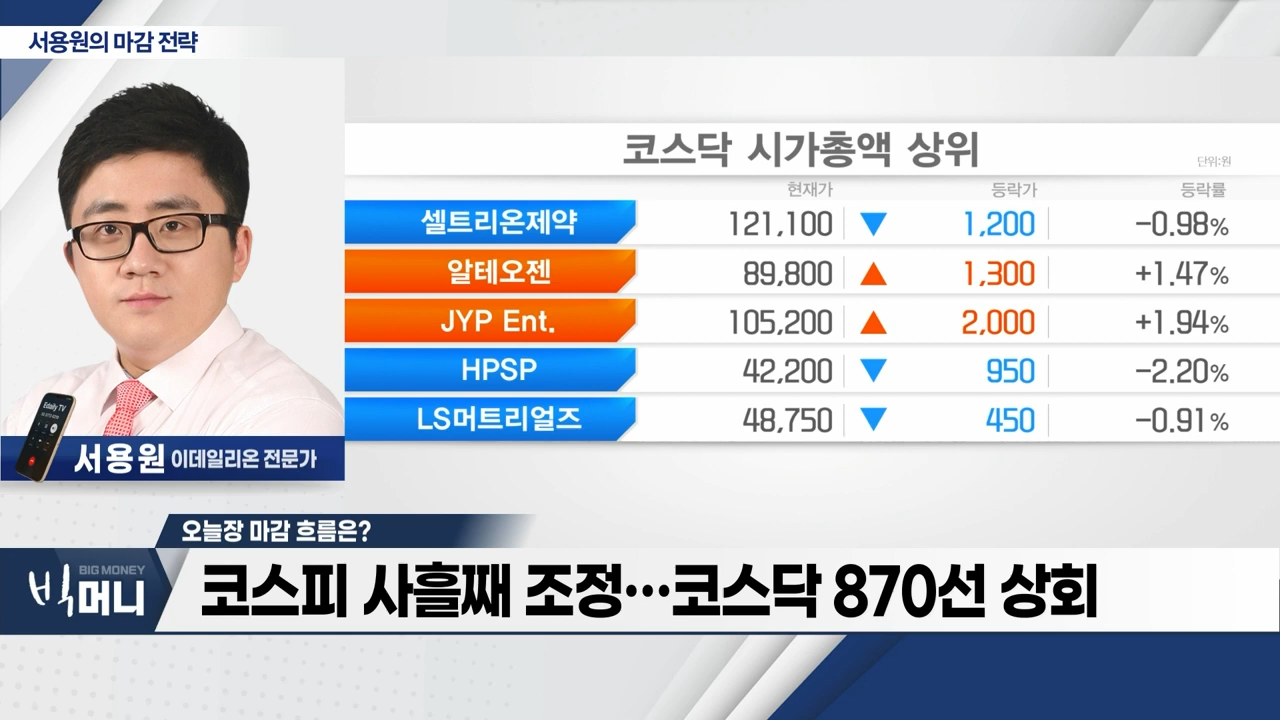 서용원의 마감 전략
코스닥 시가총액 상위
단위:원
현재가 등락가 등락률
셀트리온제약 121,100 ▼ 1,200 -0.98%
알테오젠 89,800 ▲ 1,300 +1.47%
JYP Ent. 105,200 ▲ 2,000 +1.94%
HPSP 42,200 ▼ 950 -2.20%
LS머트리얼즈 48,750 ▼ 450 -0.91%
Edaily TV
서용원 이데일리온 전문가
오늘장 마감 흐름은?
BIG MONEY
빅머니
코스피 사흘째 조정…코스닥 870선 상회